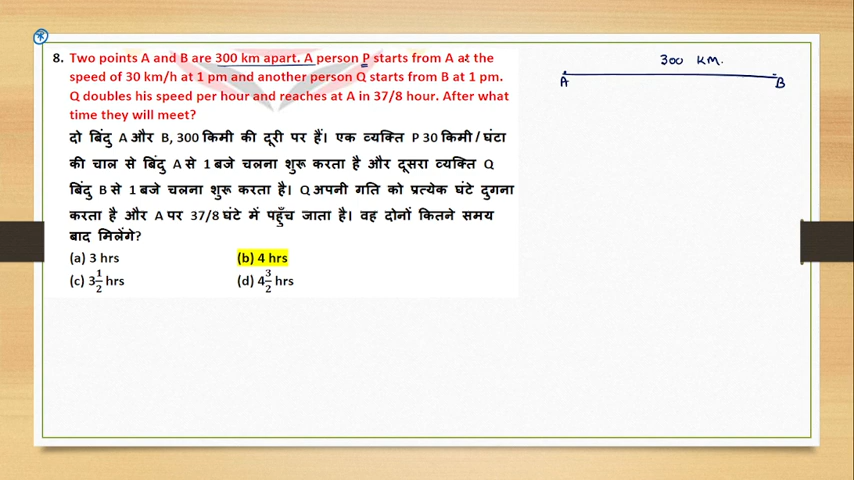 8. Two points A and B are 300 km apart. A person P starts from A at the
speed of 30 km/h at 1 pm and another person Q starts from B at 1 pm.
Q doubles his speed per hour and reaches at A in 37/8 hour. After what
time they will meet?
दो बिंदु A और B, 300 किमी की दूरी पर हैं। एक व्यक्ति P 30 किमी/घंटा
की चाल से बिंदु A से 1 बजे चलना शुरू करता है और दूसरा व्यक्ति Q
बिंदु B से 1 बजे चलना शुरू करता है। Q अपनी गति को प्रत्येक घंटे दुगना
करता है और A पर 37/8 घंटे में पहुँच जाता है। वह दोनों कितने समय
बाद मिलेंगे?
(a) 3 hrs (b) 4 hrs
(c) 3 1/2 hrs (d) 4 3/2 hrs
300 KM.
A B